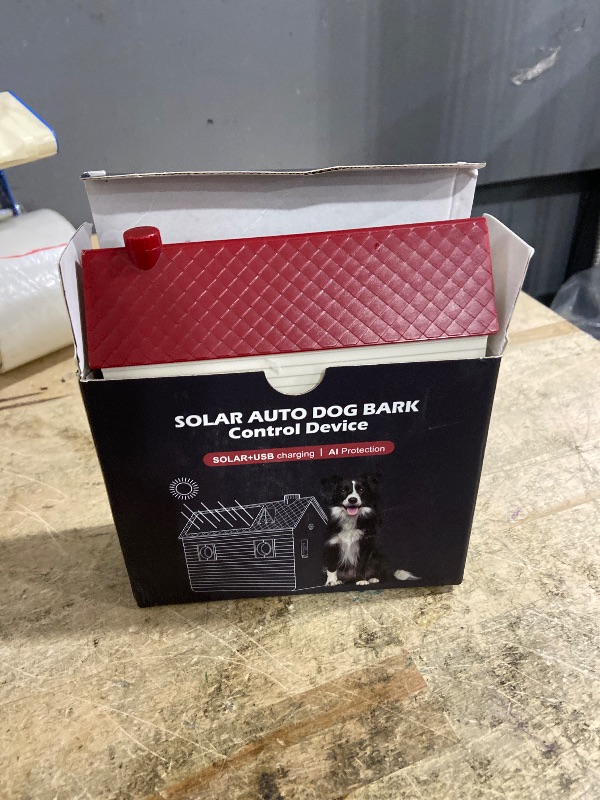 SOLAR AUTO DOG BARK
Control Device
SOLAR+USB charging | AI Protection